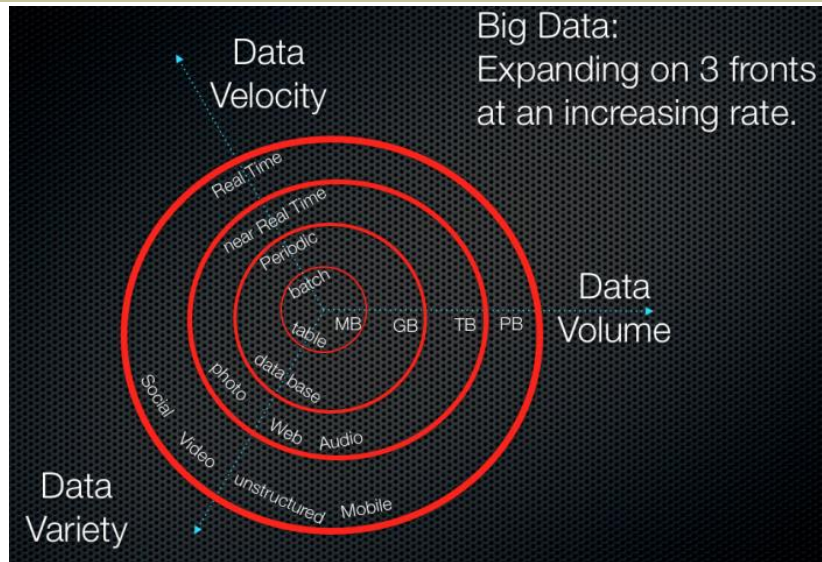 Big Data:
Expanding on 3 fronts
at an increasing rate.
Data
Velocity
Real Time
near Real Time
Periodic
batch
table
data base
photo
Web
Audio
Social
Video
unstructured
Mobile
MB
GB
TB
PB
Data
Volume
Data
Variety